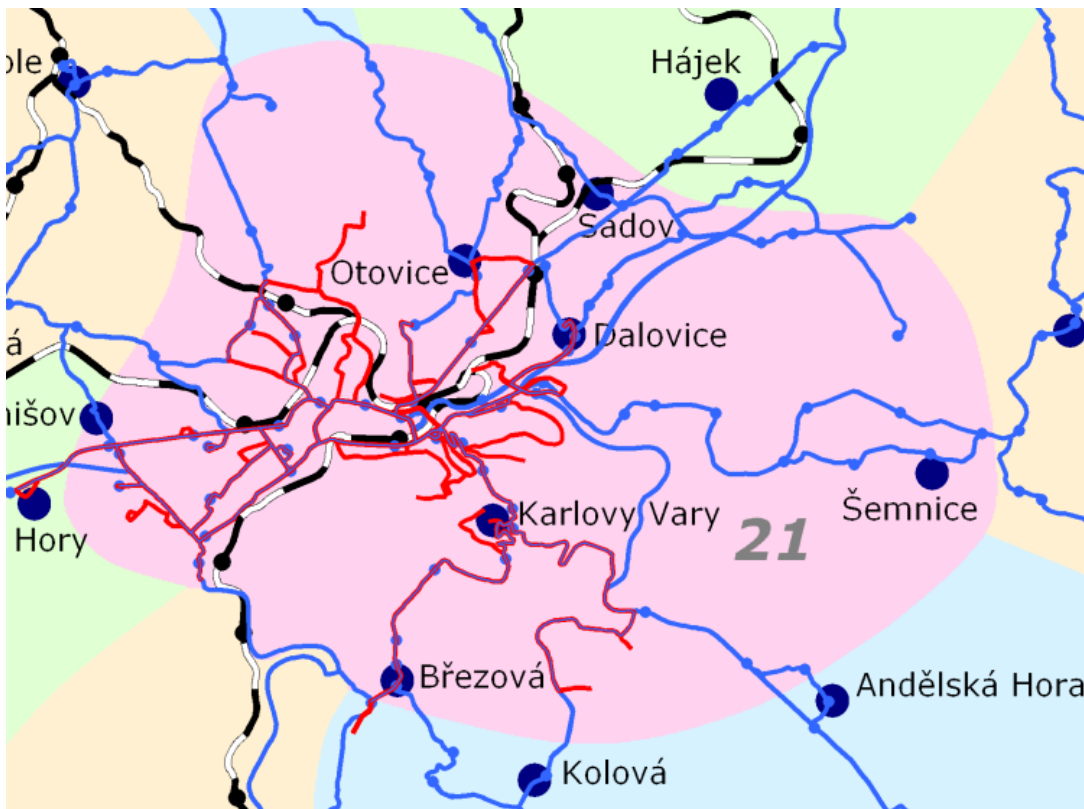 ole
Hájek
Sadov
Otovice
Dalovice
á
nišov
Hory
Karlovy Vary
Šemnice
21
Březová
Andělská Hora
Kolová